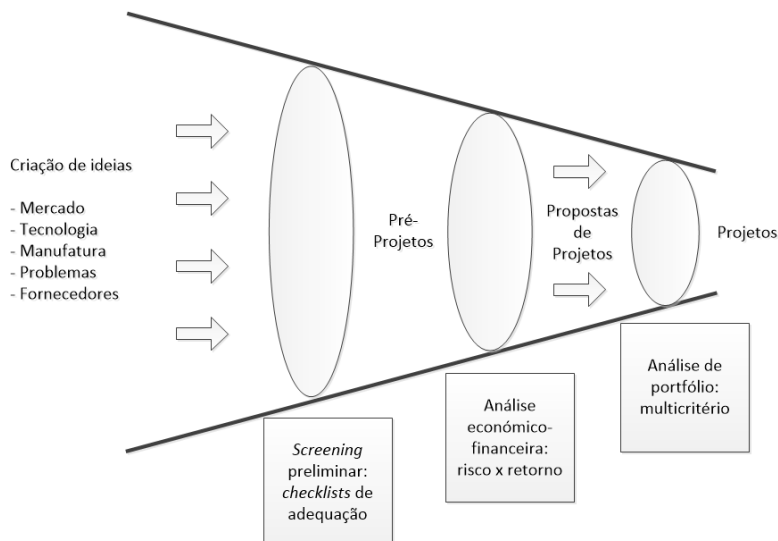 Criação de ideias
- Mercado
- Tecnologia
- Manufatura
- Problemas
- Fornecedores
Pré-
Projetos
Propostas
de
Projetos
Projetos
Screening
preliminar:
checklists de
adequação
Análise
económico-
financeira:
risco x retorno
Análise de
portfólio:
multicritério